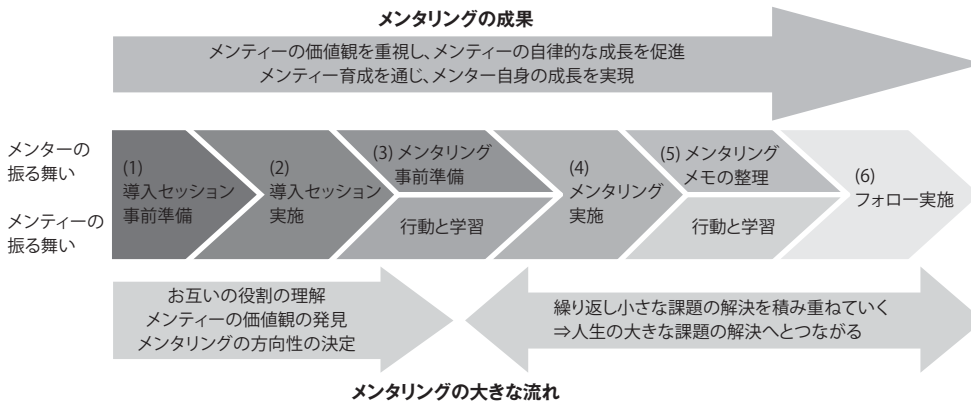 メンタリングの成果
メンティーの価値観を重視し、メンティーの自律的な成長を促進
メンティー育成を通じ、メンター自身の成長を実現
メンターの
振る舞い
メンティーの
振る舞い
(1)
導入セッション
事前準備
(2)
導入セッション
実施
(3) メンタリング
事前準備
行動と学習
(4)
メンタリング
実施
(5) メンタリング
メモの整理
行動と学習
(6)
フォロー実施
お互いの役割の理解
メンティーの価値観の発見
メンタリングの方向性の決定
繰り返し小さな課題の解決を積み重ねていく
⇒人生の大きな課題の解決へとつながる
メンタリングの大きな流れ